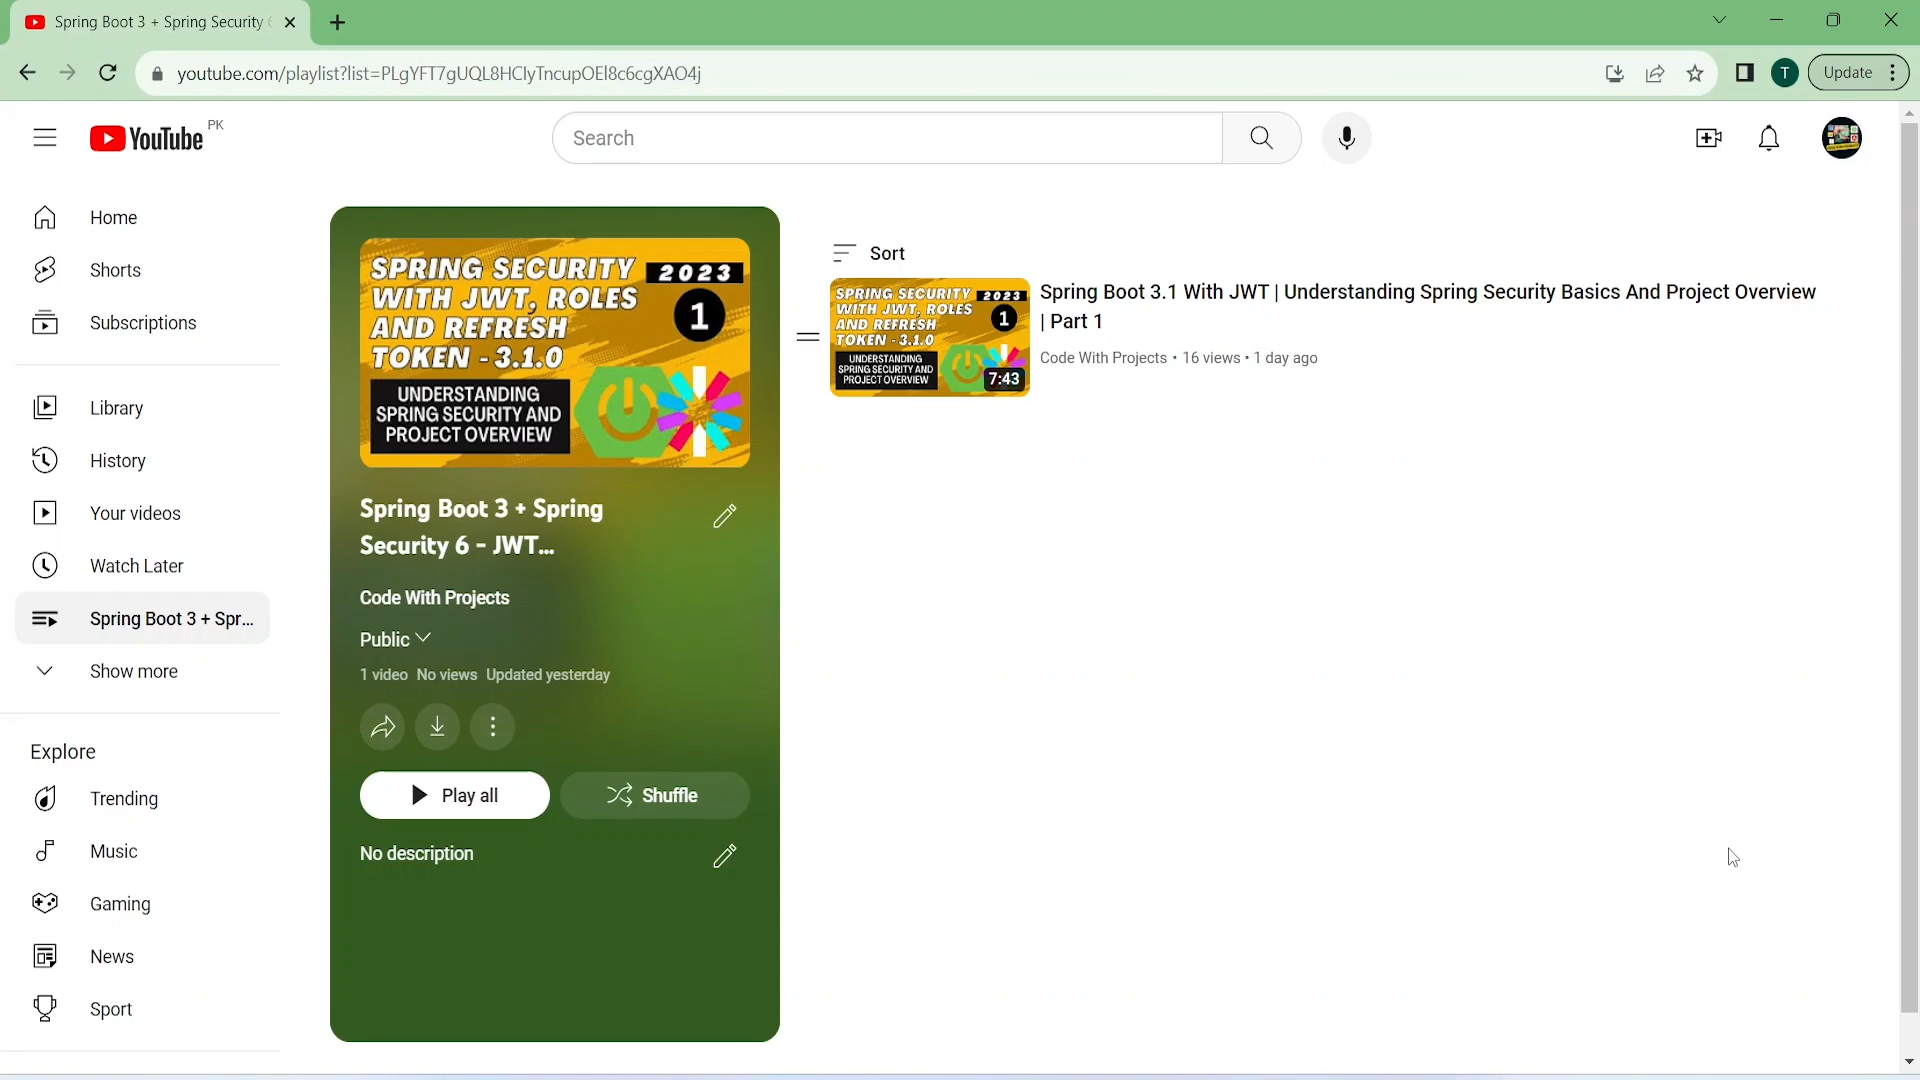 Spring Boot 3 + Spring Security 6
youtube.com/playlist?list=PLgYFT7gUQL8HClyTncupOEl8c6cgXAO4j
T
Update
YouTube PK
Search
Home
Shorts
Subscriptions
Library
History
Your videos
Watch Later
Spring Boot 3 + Spr...
Show more
Explore
Trending
Music
Gaming
News
Sport
SPRING SECURITY
WITH JWT, ROLES
AND REFRESH
TOKEN - 3.1.0
2023
1
UNDERSTANDING
SPRING SECURITY AND
PROJECT OVERVIEW
Spring Boot 3 + Spring
Security 6 - JWT...
Code With Projects
Public
1 video No views Updated yesterday
Play all
Shuffle
No description
Sort
SPRING SECURITY
WITH JWT, ROLES
AND REFRESH
TOKEN - 3.1.0
2023
1
UNDERSTANDING
SPRING SECURITY AND
PROJECT OVERVIEW
7:43
Spring Boot 3.1 With JWT | Understanding Spring Security Basics And Project Overview
| Part 1
Code With Projects • 16 views • 1 day ago